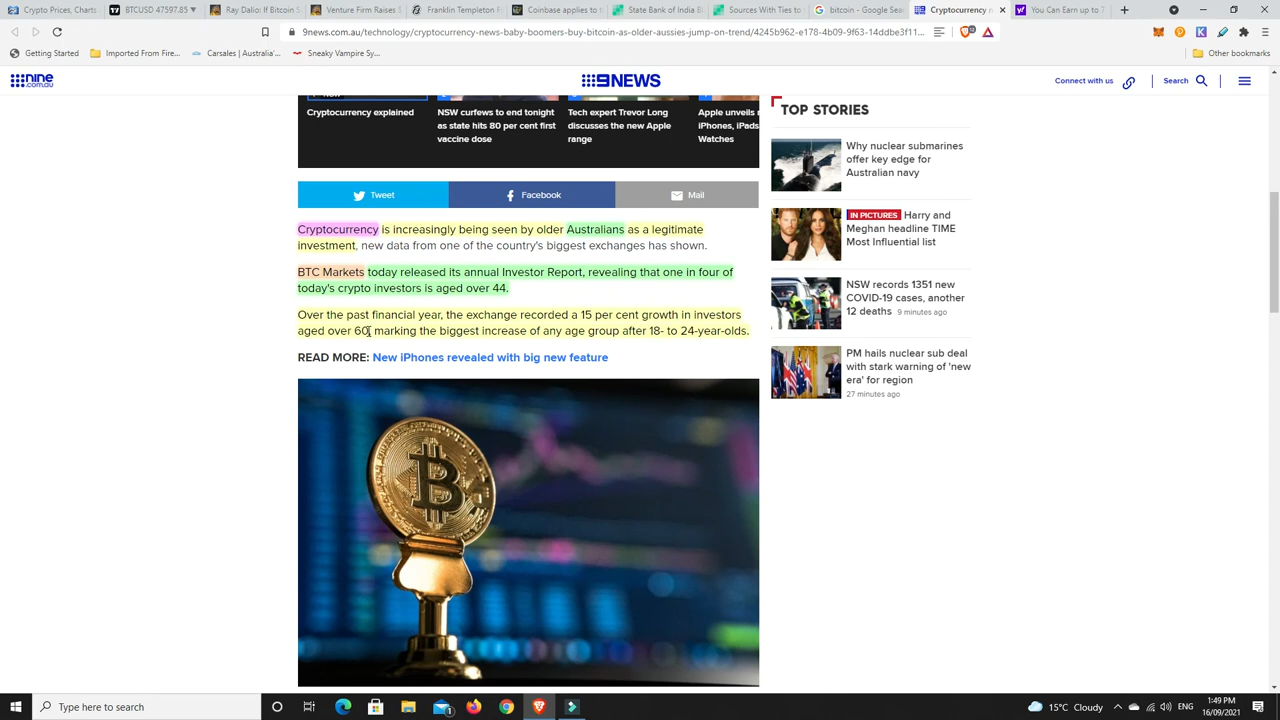 Crypto Prices, Charts
BTCUSD 47597.85
Ray Dalio: If Bitcoin S
NSW curfews to end
Franklin Templeton F
Coinbase applies to t
State Bank of India B
Sources With Ties to
bitcoin - Google Sear
Cryptocurrency n
You Can Earn up to 7
9news.com.au/technology/cryptocurrency-news-baby-boomers-buy-bitcoin-as-older-aussies-jump-on-trend/4245b962-e178-4b09-9f63-14ddbe3f11...
Getting Started
Imported From Fire...
Carsales | Australia's...
Sneaky Vampire Sy...
Other bookmarks
nine
.com.au
9NEWS
Connect with us
Search
Cryptocurrency explained
NSW curfews to end tonight
as state hits 80 per cent first
vaccine dose
Tech expert Trevor Long
discusses the new Apple
range
Apple unveils
iPhones, iPads
Watches
Tweet
Facebook
Mail
Cryptocurrency is increasingly being seen by older Australians as a legitimate
investment, new data from one of the country's biggest exchanges has shown.
BTC Markets today released its annual Investor Report, revealing that one in four of
today's crypto investors is aged over 44.
Over the past financial year, the exchange recorded a 15 per cent growth in investors
aged over 60, marking the biggest increase of any age group after 18- to 24-year-olds.
READ MORE: New iPhones revealed with big new feature
TOP STORIES
Why nuclear submarines
offer key edge for
Australian navy
IN PICTURES Harry and
Meghan headline TIME
Most Influential list
NSW records 1351 new
COVID-19 cases, another
12 deaths 9 minutes ago
PM hails nuclear sub deal
with stark warning of 'new
era' for region
27 minutes ago
Type here to search
15°C Cloudy
ENG
1:49 PM
16/09/2021